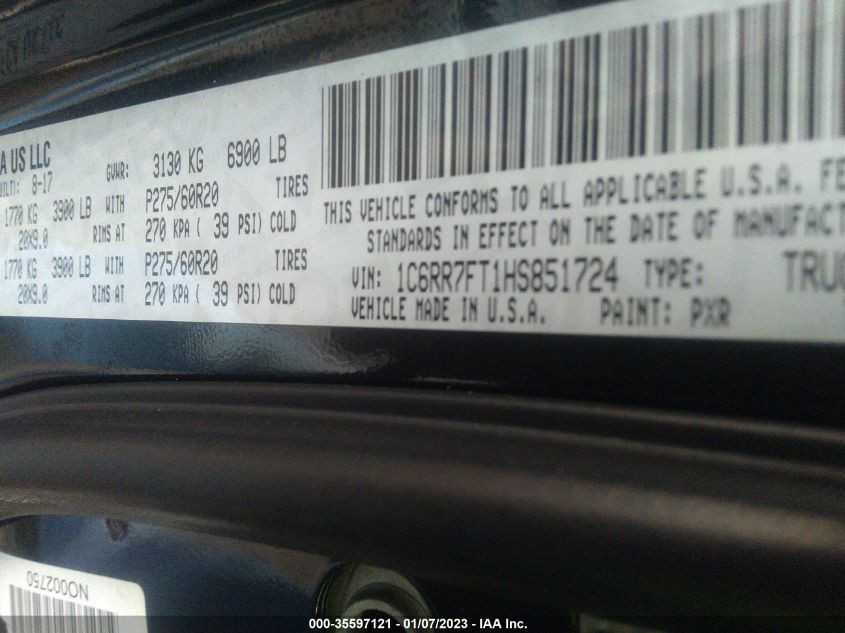 A US LLC
GVWR: 3130 KG 6900 LB
8-17
1770 KG 3900 LB WITH P275/60R20 TIRES
20X9.0 RIMS AT 270 KPA ( 39 PSI) COLD
1770 KG 3900 LB WITH P275/60R20 TIRES
20X9.0 RIMS AT 270 KPA ( 39 PSI) COLD
THIS VEHICLE CONFORMS TO ALL APPLICABLE U.S.A. FE
STANDARDS IN EFFECT ON THE DATE OF MANUFACT
VIN: 1C6RR7FT1HS851724 TYPE: TRUC
VEHICLE MADE IN U.S.A. PAINT: PXR
NO002750
000-35597121 - 01/07/2023 - IAA Inc.